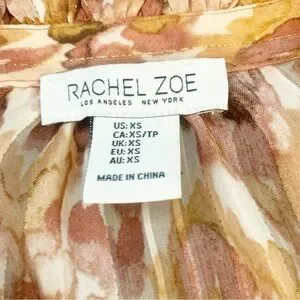 RACHEL ZOE
LOS ANGELES NEW YORK
US: XS
CA: XS/TP
UK: XS
EU: XS
AU: XS
MADE IN CHINA